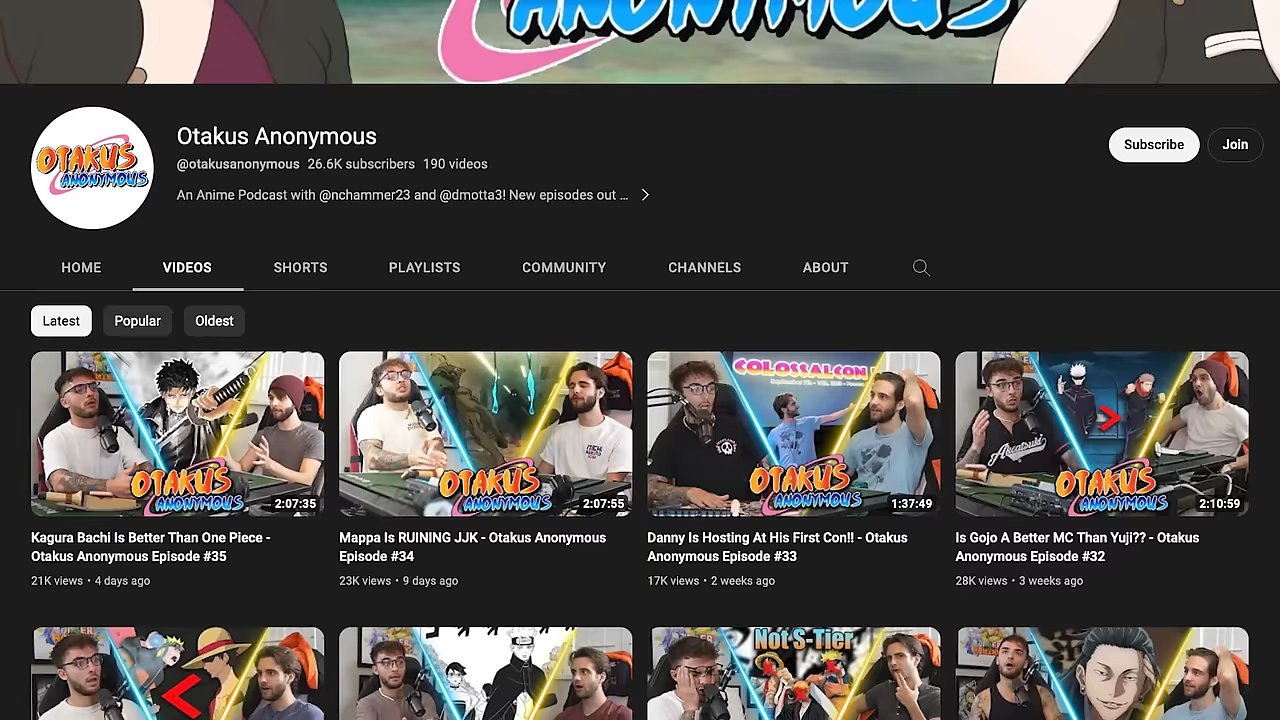 ANONYMOUS
OTAKUS
ANONYMOUS
Otakus Anonymous
@otakusanonymous 26.6K subscribers 190 videos
Subscribe
Join
An Anime Podcast with @nchammer23 and @dmotta3! New episodes out ...
HOME VIDEOS SHORTS PLAYLISTS COMMUNITY CHANNELS ABOUT
Latest Popular Oldest
OTAKUS
ANONYMOUS
2:07:35
OTAKUS
ANONYMOUS
2:07:55
COLOSSALCON
OTAKUS
ANONYMOUS
1:37:49
Akatsuki
OTAKUS
ANONYMOUS
2:10:59
Kagura Bachi Is Better Than One Piece -
Otakus Anonymous Episode #35
21K views • 4 days ago
Mappa Is RUINING JJK - Otakus Anonymous
Episode #34
23K views • 9 days ago
Danny Is Hosting At His First Con!! - Otakus
Anonymous Episode #33
17K views • 2 weeks ago
Is Gojo A Better MC Than Yuji?? - Otakus
Anonymous Episode #32
28K views • 3 weeks ago
Not S-Tier